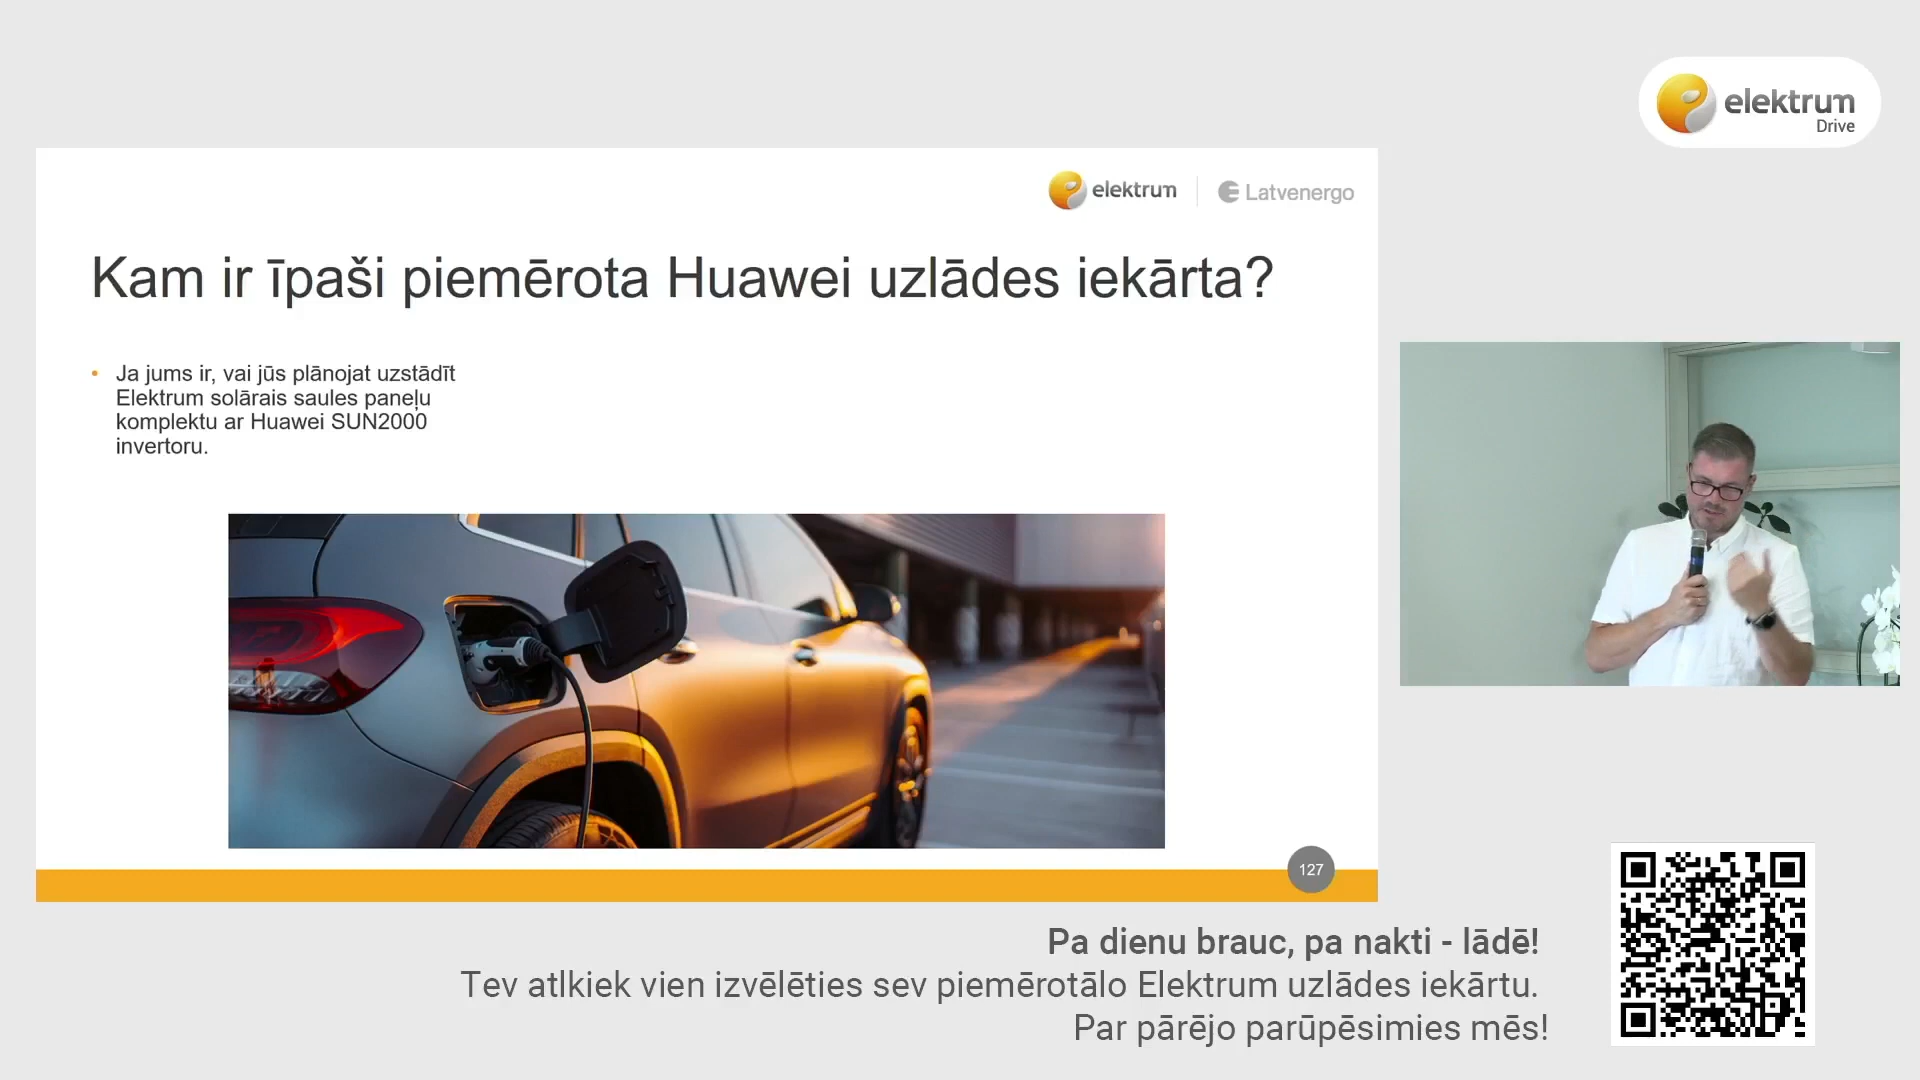 elektrum
Drive
elektrum
Latvenergo
Kam ir īpaši piemērota Huawei uzlādes iekārta?
• Ja jums ir, vai jūs plānojat uzstādīt
Elektrum solārais saules paneļu
komplektu ar Huawei SUN2000
invertoru.
127
Pa dienu brauc, pa nakti - lādē!
Tev atlkiek vien izvēlēties sev piemērotālo Elektrum uzlādes iekārtu.
Par pārējo parūpēsimies mēs!